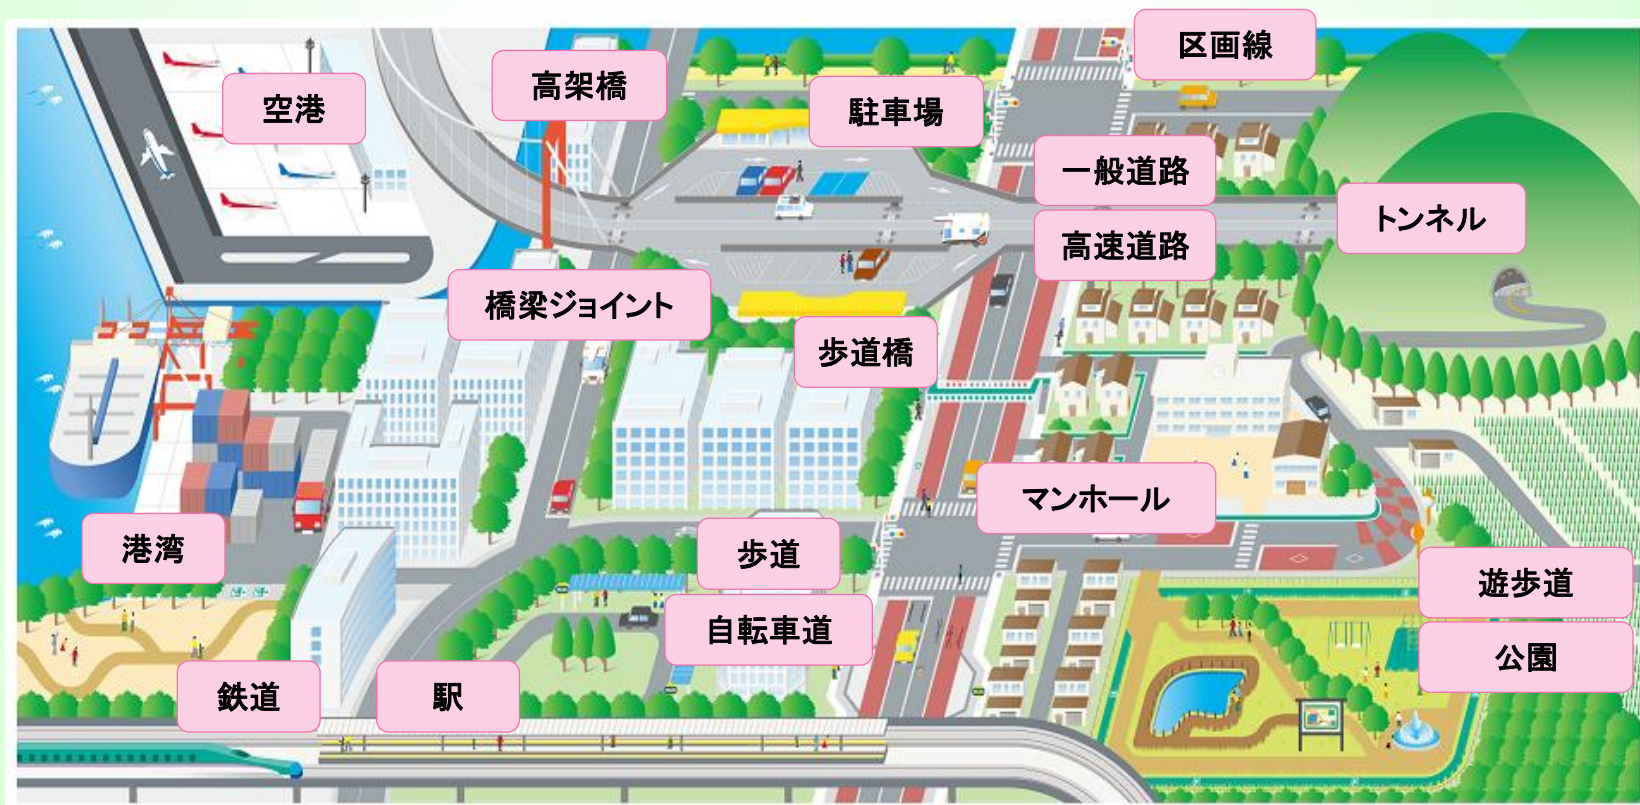 区画線
高架橋
空港
駐車場
一般道路
トンネル
高速道路
橋梁ジョイント
歩道橋
マンホール
港湾
歩道
遊歩道
自転車道
公園
鉄道
駅